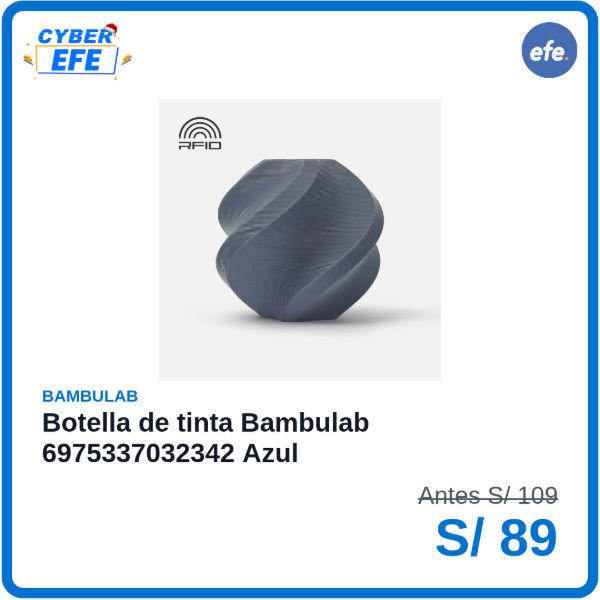 CYBER
EFE
efe.
RFID
BAMBULAB
Botella de tinta Bambulab
6975337032342 Azul
Antes S/ 109
S/ 89